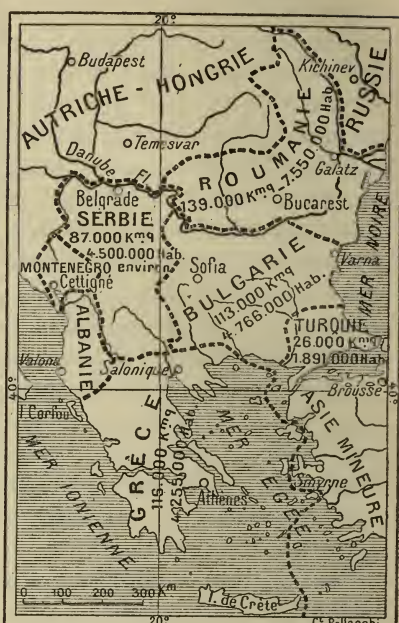 20°
Budapest
Kichinev
AUTRICHE - HONGRIE
RUSSIE
Temesvar
ROUMANIE
139.000 Kmq
7.550.000 Hab.
Galatz
Danube Fl.
Belgrade
Bucarest
SERBIE
87.000 Kmq
4.500.000
Hab.
MONTENEGRO environ
Cettigné
Sofia
BULGARIE
113.000 Kmq
4.766.000 Hab.
Varna
MER NOIRE
TURQUIE
26.000 Kmq
1.891.000 Hab
ALBANIE
Valona
Salonique
40°
40°
Brousse
I. Corfou
GRÈCE
116.000 Kmq
4.255.000 Hab.
MER EGÉE
ASIE MINEURE
Smyrne
MER IONIENNE
Athènes
0 100 200 300 Km
I. de Crète
20°